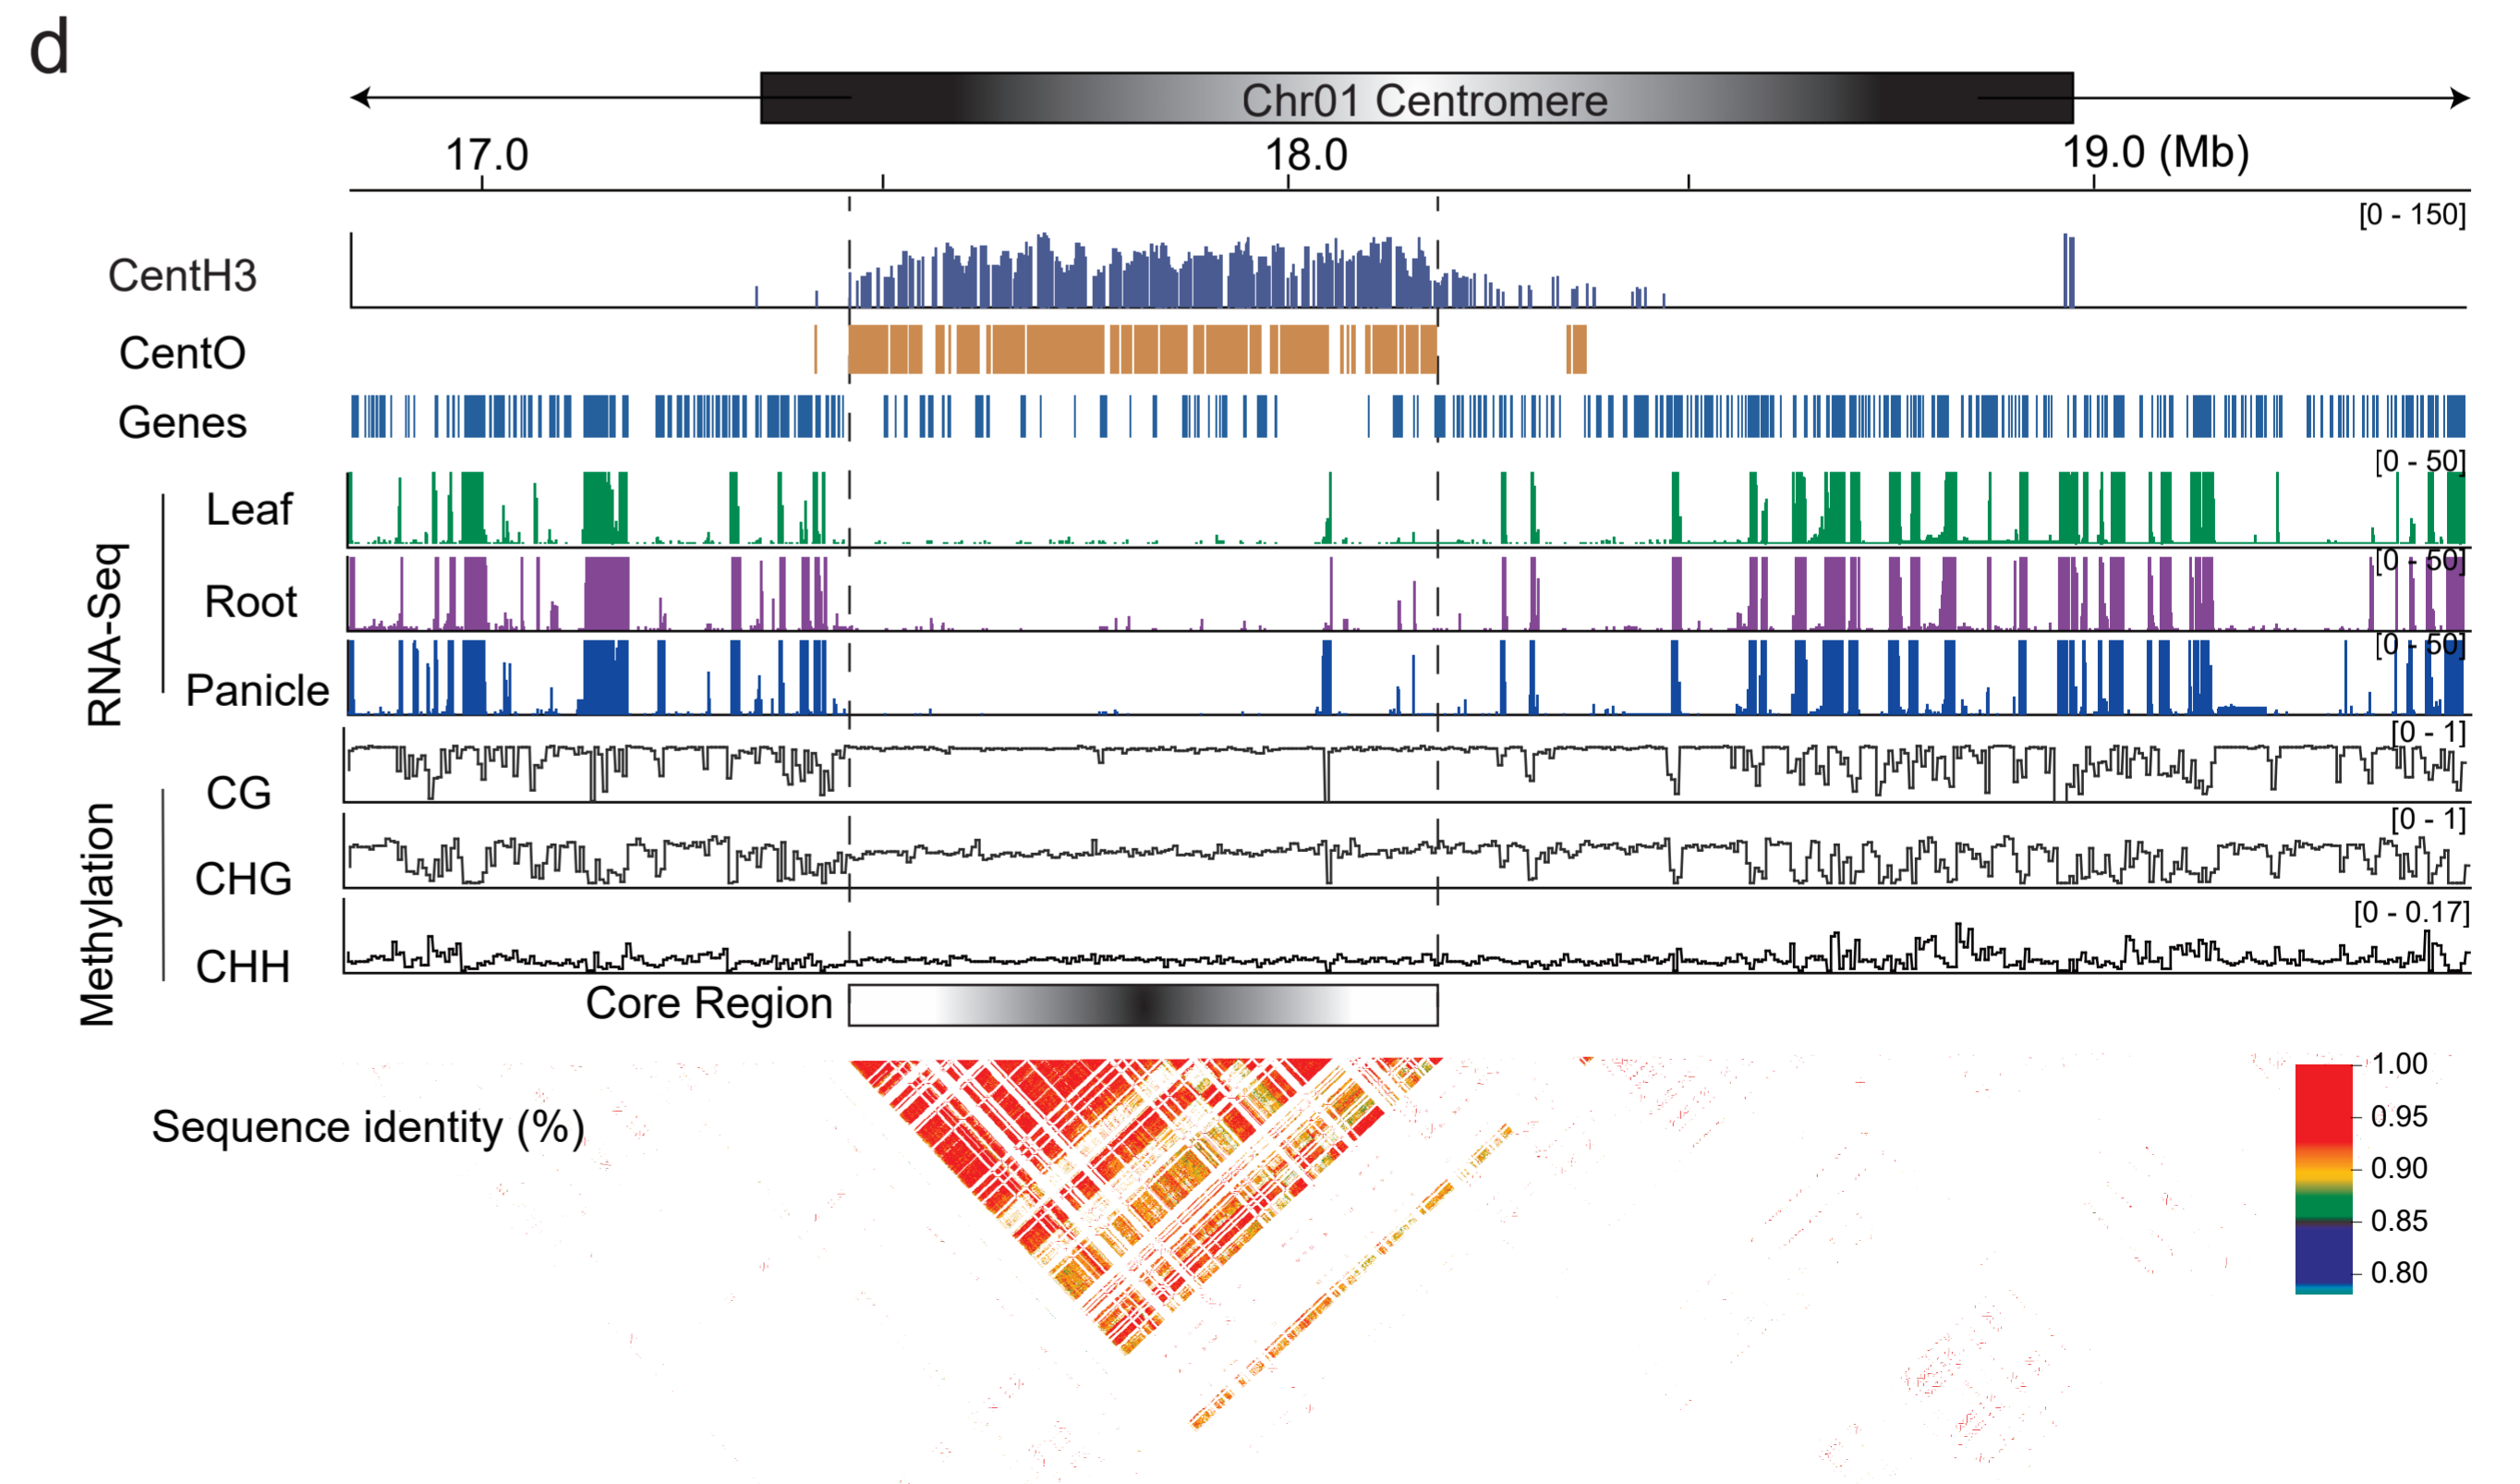 d
Chr01 Centromere
17.0 18.0 19.0 (Mb)
[0 - 150]
CentH3
CentO
Genes
[0 - 50]
Leaf
[0 - 50]
Root
[0 - 50]
Panicle
RNA-Seq
[0 - 1]
CG
[0 - 1]
CHG
[0 - 0.17]
CHH
Methylation
Core Region
Sequence identity (%)
1.00
0.95
0.90
0.85
0.80